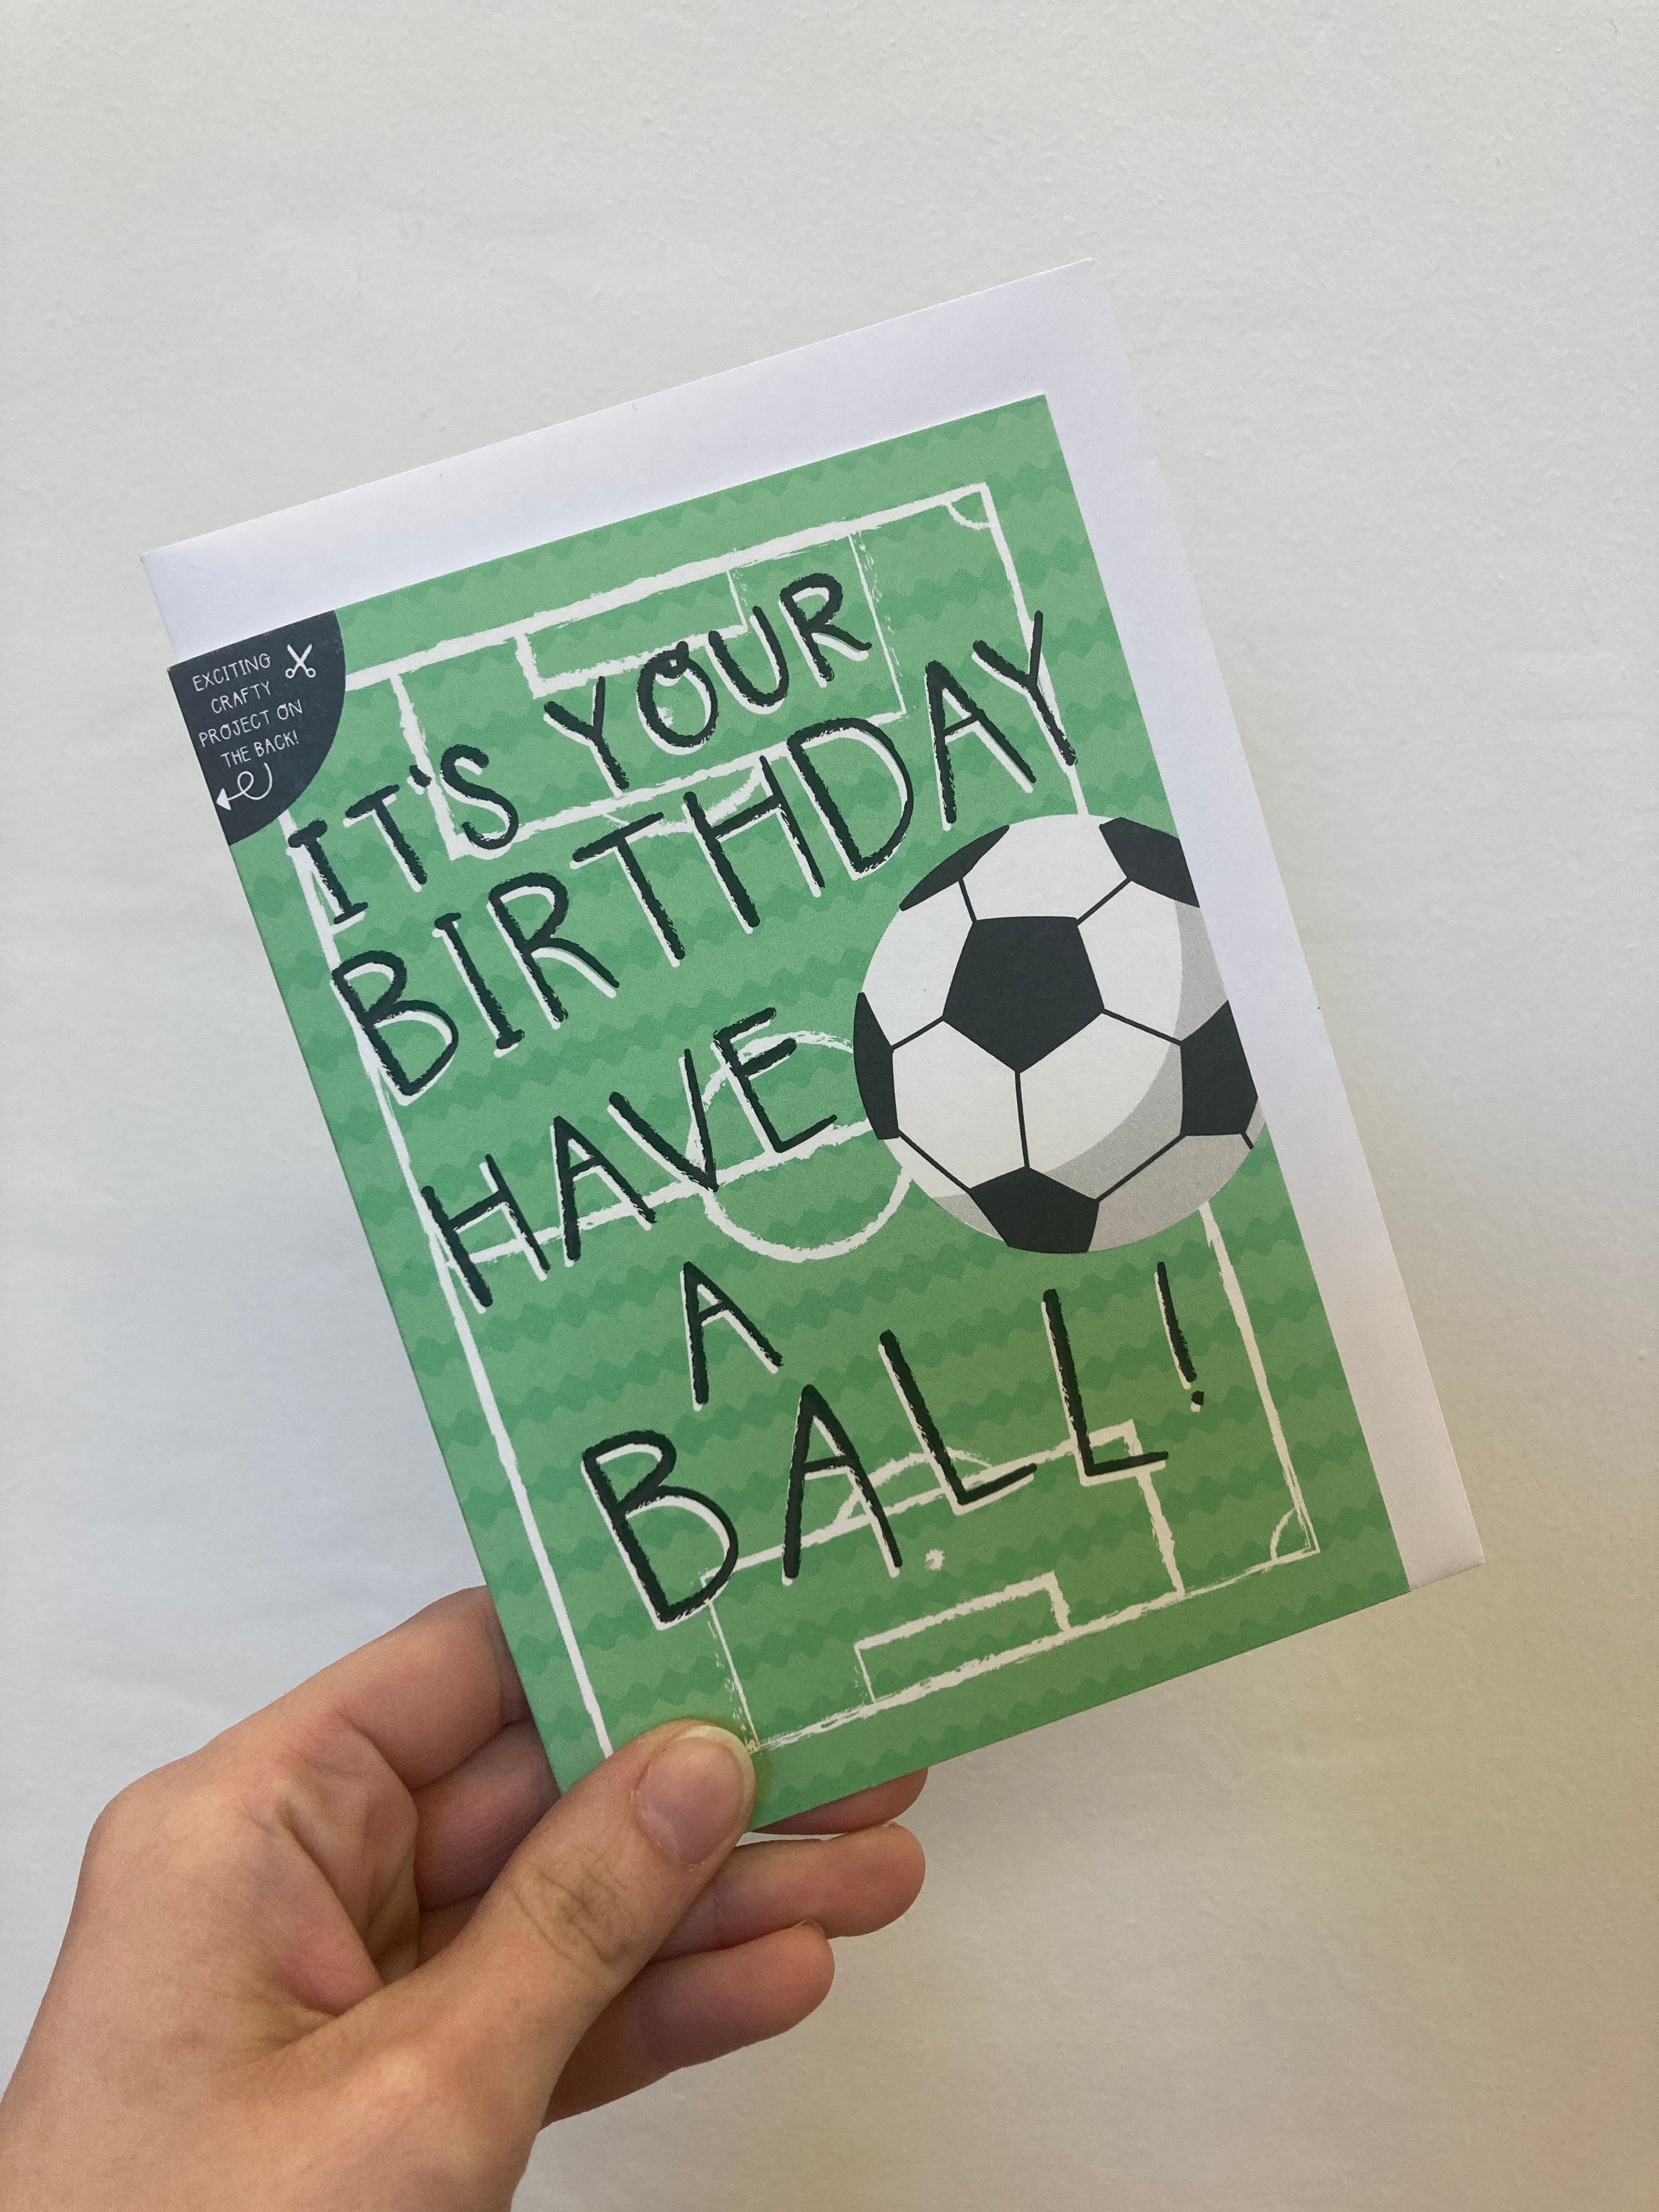 EXCITING
CRAFTY
PROJECT ON
THE BACK!
IT'S YOUR
BIRTHDAY
HAVE
A
BALL!